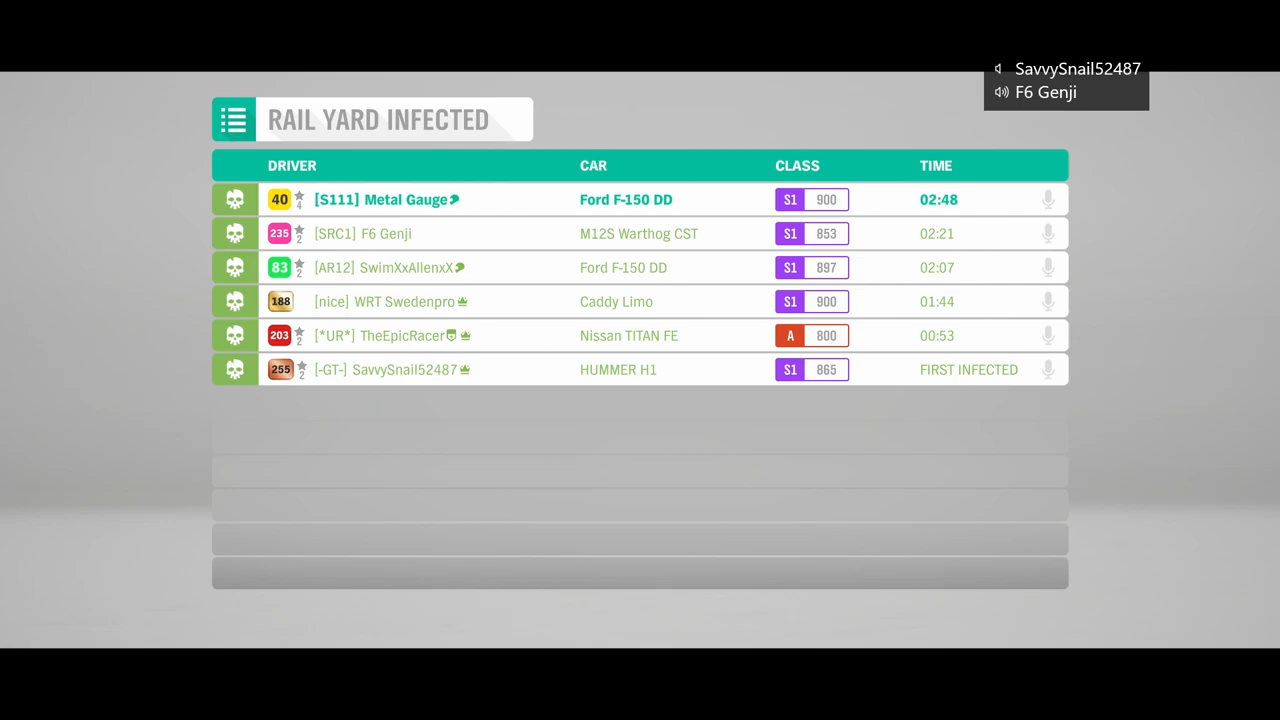 SavvySnail52487
F6 Genji
RAIL YARD INFECTED
DRIVER CAR CLASS TIME
40 4 [S111] Metal Gauge Ford F-150 DD S1 900 02:48
235 2 [SRC1] F6 Genji M12S Warthog CST S1 853 02:21
83 2 [AR12] SwimXxAllenxX Ford F-150 DD S1 897 02:07
188 [nice] WRT Swedenpro Caddy Limo S1 900 01:44
203 2 [*UR*] TheEpicRacer Nissan TITAN FE A 800 00:53
255 2 [-GT-] SavvySnail52487 HUMMER H1 S1 865 FIRST INFECTED